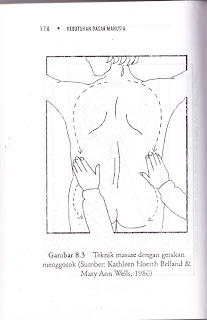 178 • KEBUTUHAN DASAR MANUSIA
Gambar 8.3 Teknik masase dengan gerakan
menggosok (Sumber: Kathleen Hoerth Belland &
Mary Ann Wells, 1986)